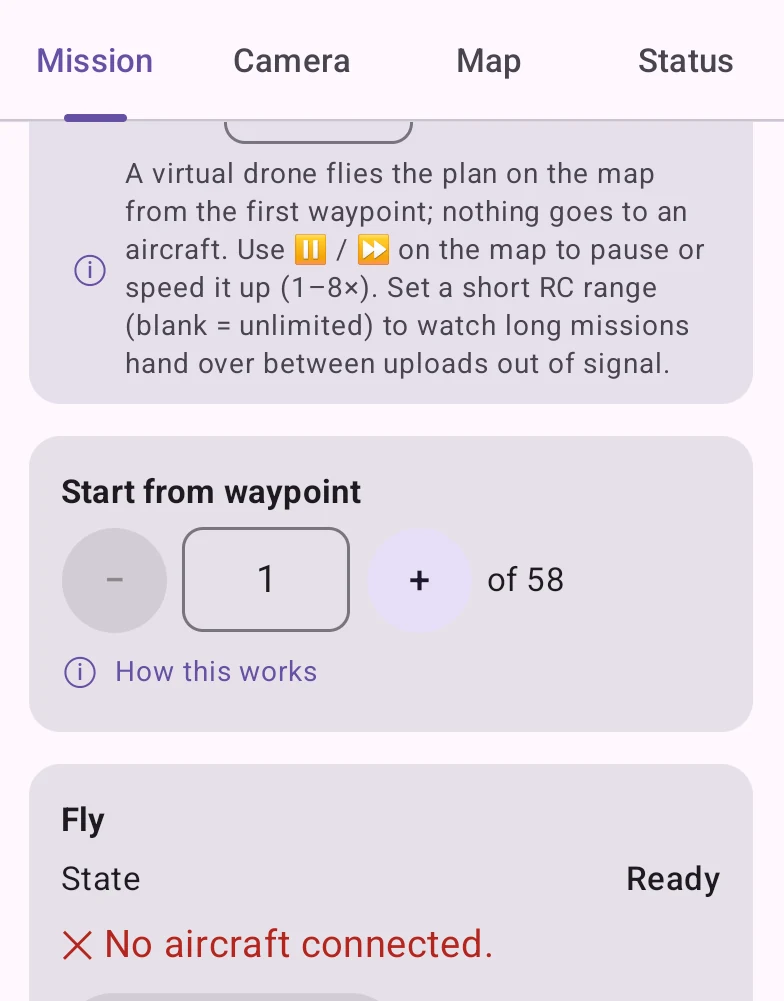 Mission Camera Map Status
A virtual drone flies the plan on the map
from the first waypoint; nothing goes to an
aircraft. Use ⏸️ / ⏩ on the map to pause or
speed it up (1–8×). Set a short RC range
(blank = unlimited) to watch long missions
hand over between uploads out of signal.
Start from waypoint
− 1 + of 58
How this works
Fly
State Ready
No aircraft connected.